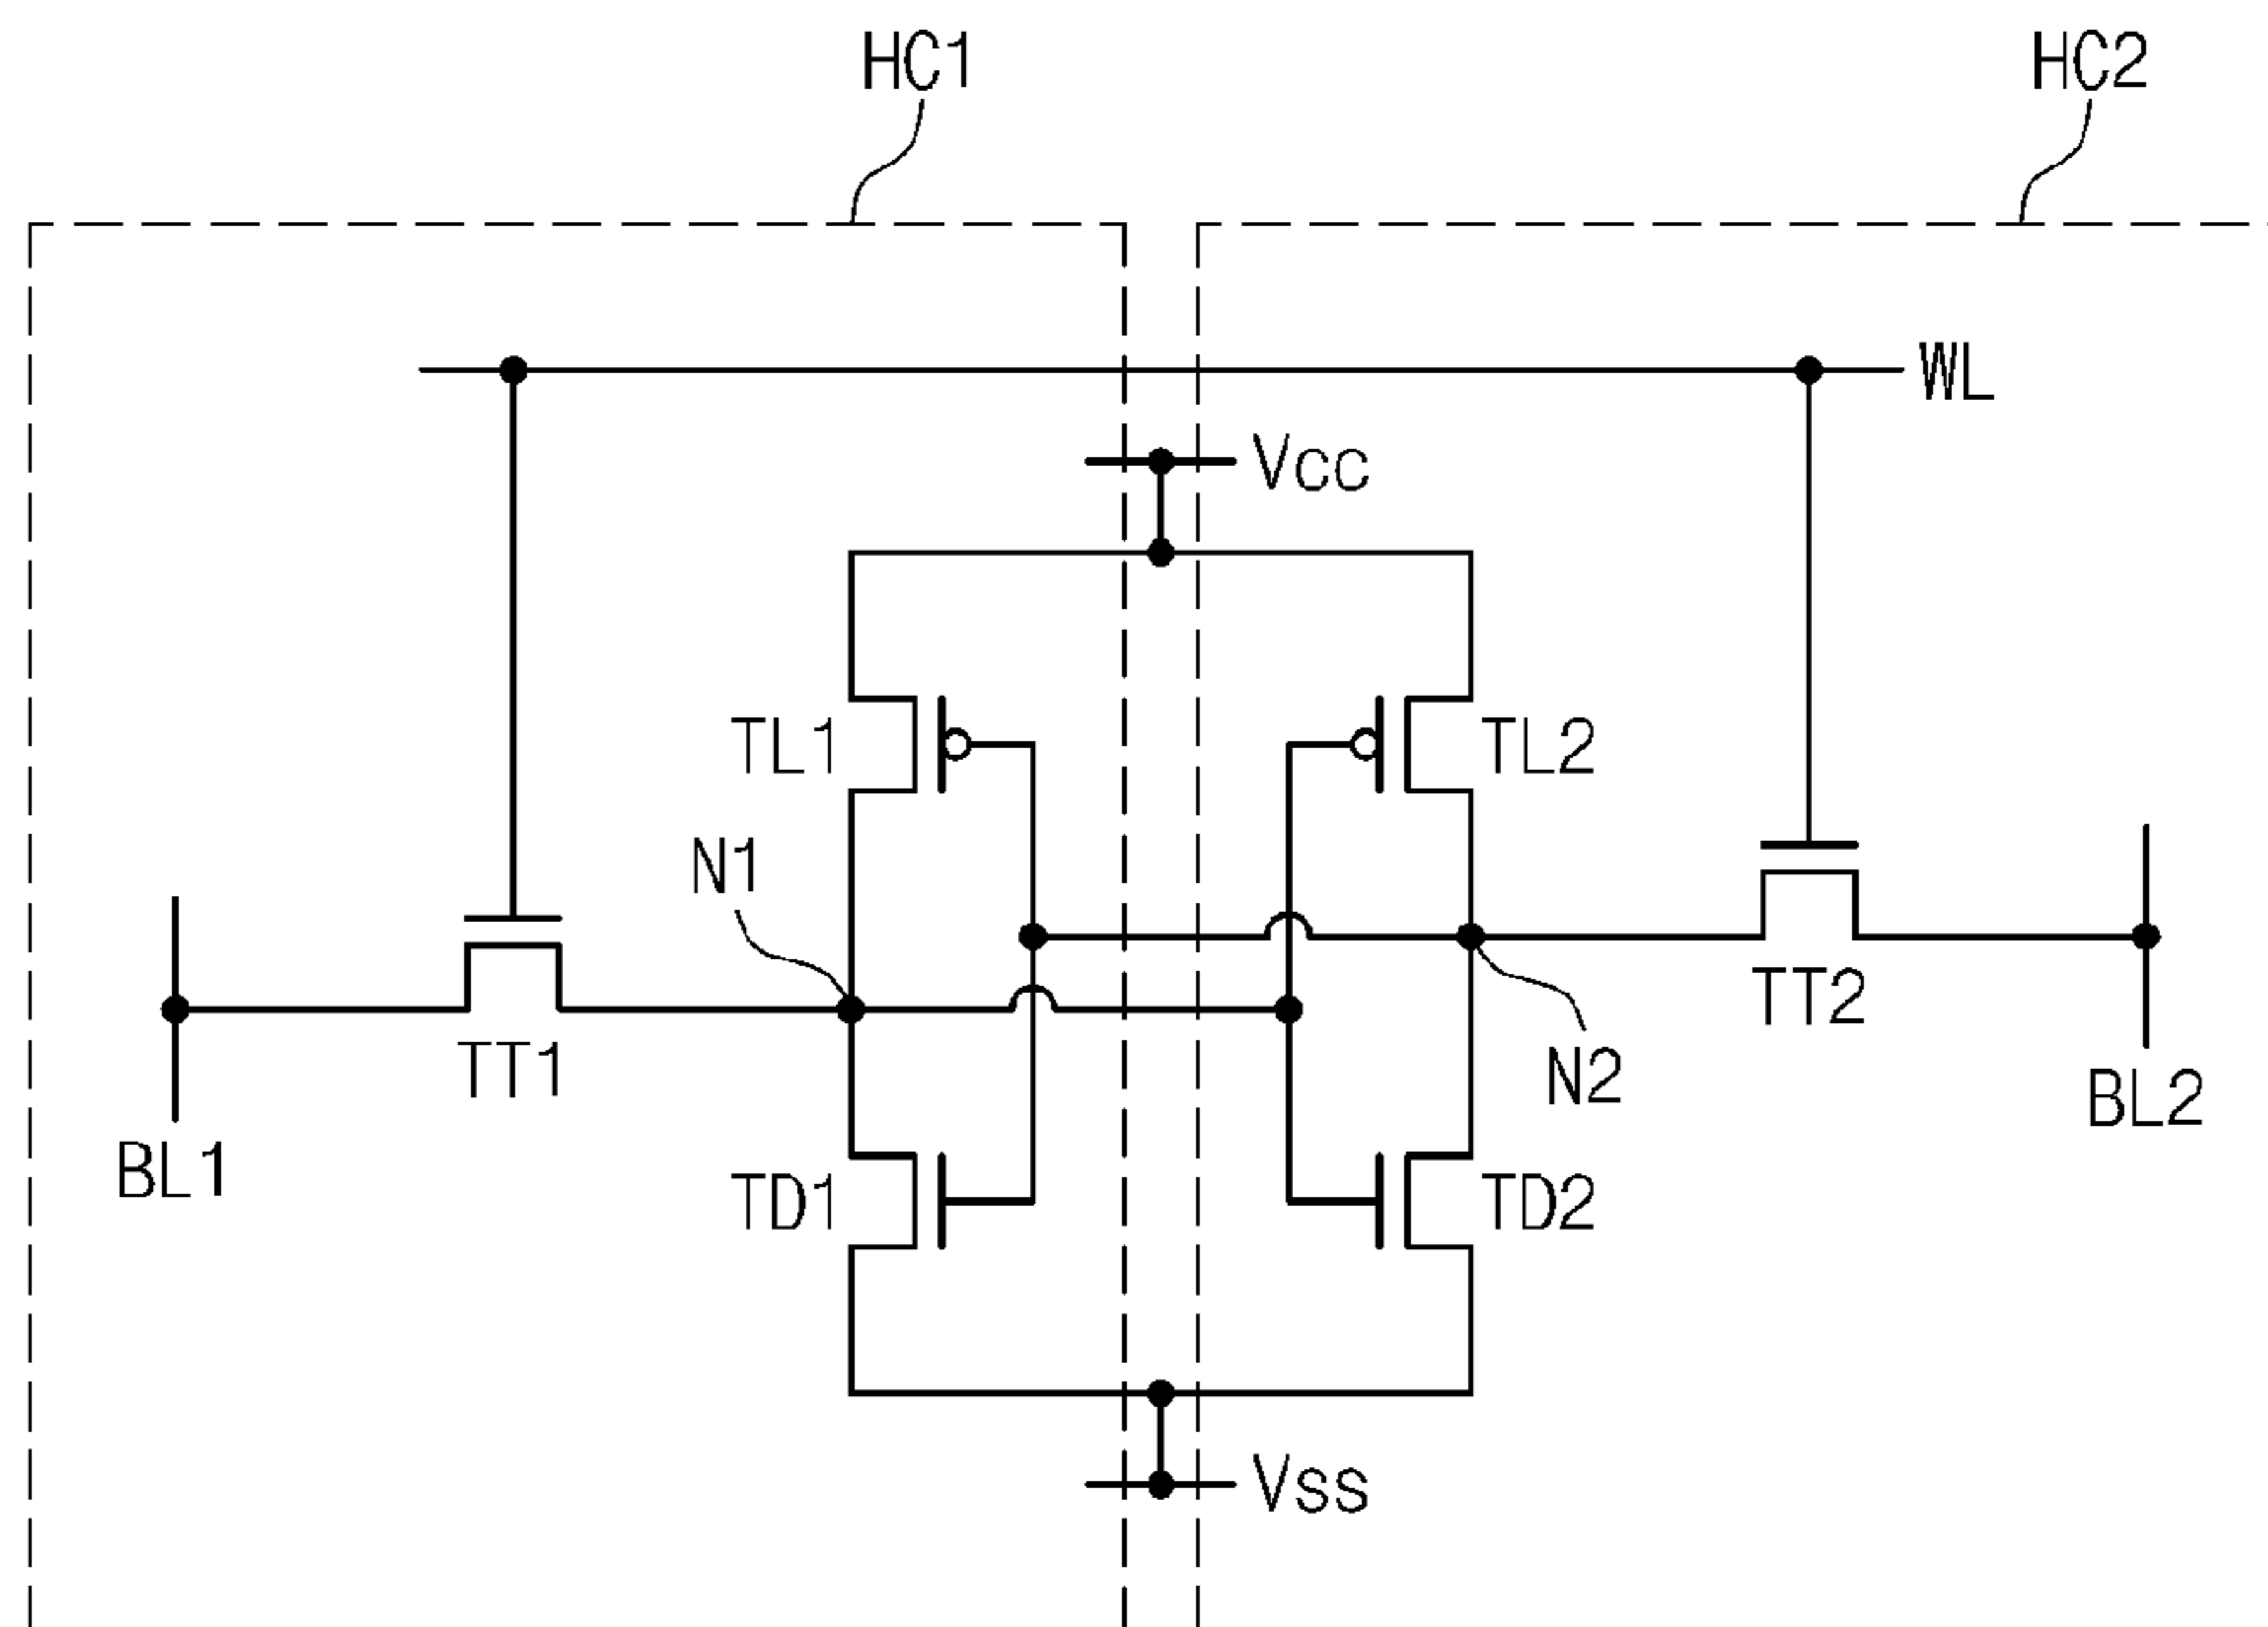 HC1
HC2
WL
Vcc
TL1
TL2
N1
TT2
TT1
N2
BL2
BL1
TD1
TD2
Vss